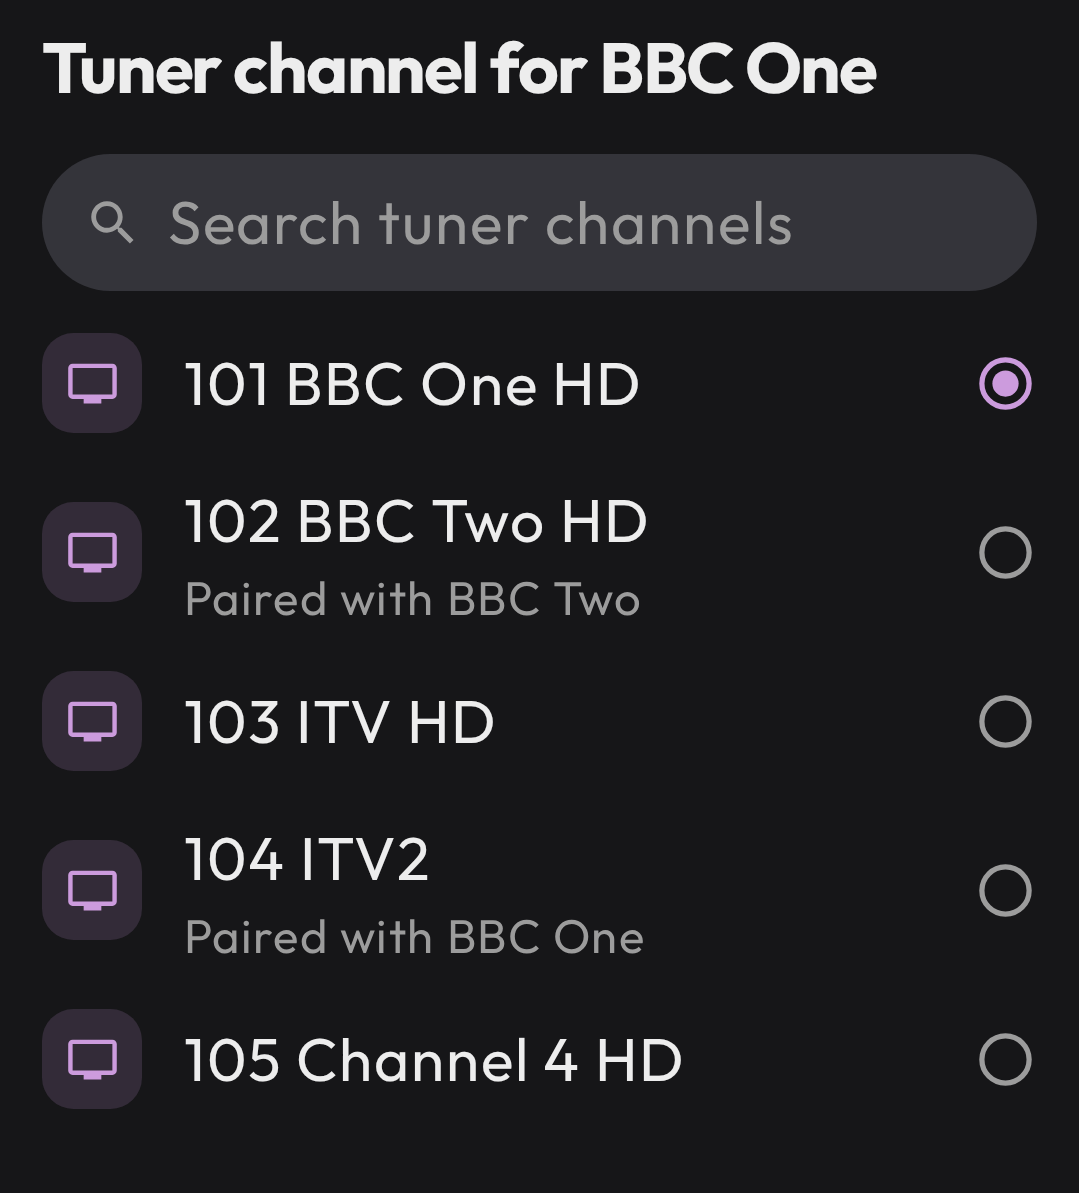 Tuner channel for BBC One
Search tuner channels
101 BBC One HD
102 BBC Two HD
Paired with BBC Two
103 ITV HD
104 ITV2
Paired with BBC One
105 Channel 4 HD